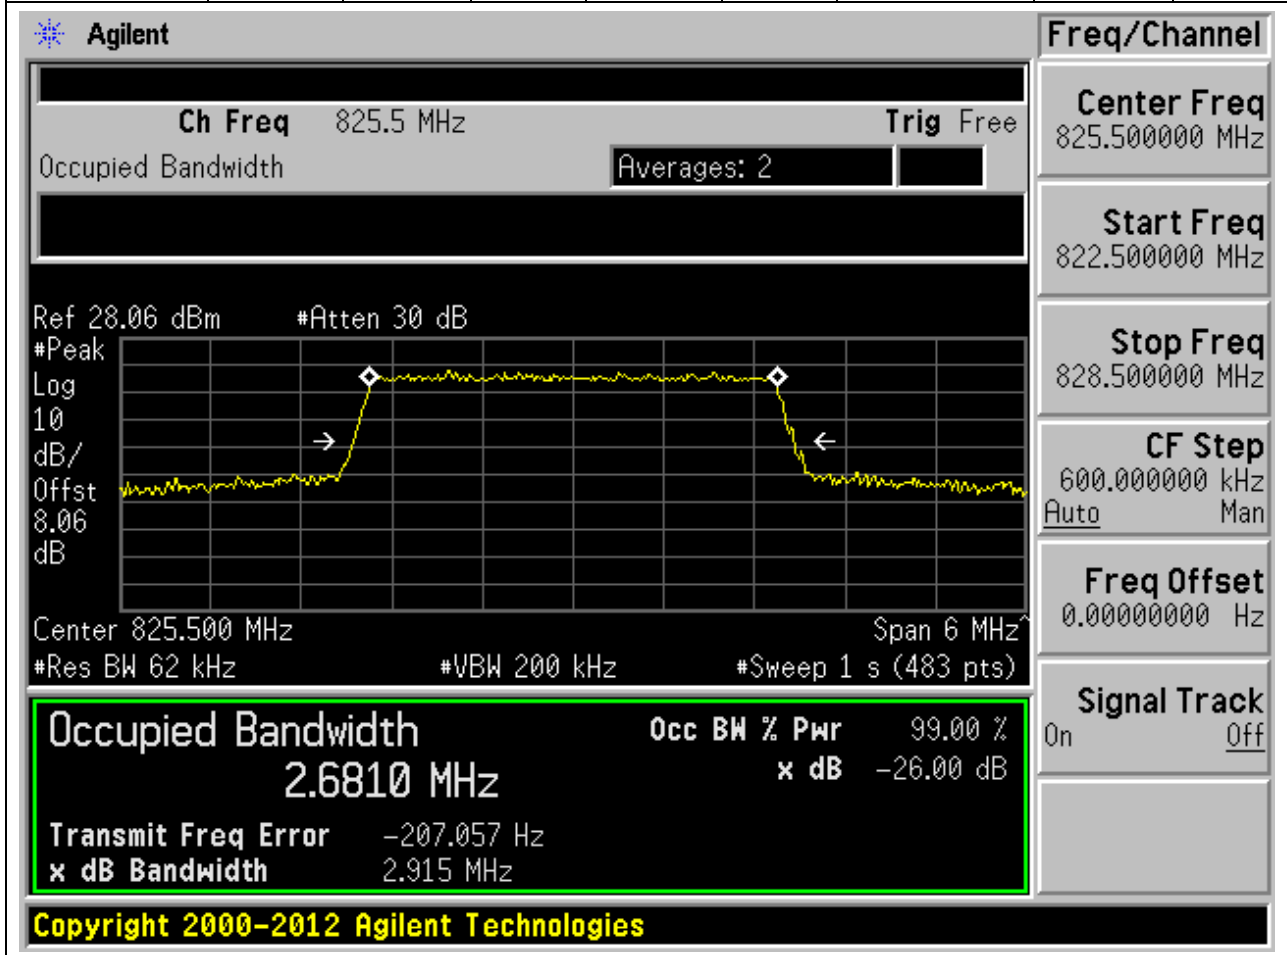 Agilent
Freq/Channel
Ch Freq 825.5 MHz Trig Free
Occupied Bandwidth Averages: 2
Center Freq
825.500000 MHz
Start Freq
822.500000 MHz
Stop Freq
828.500000 MHz
CF Step
600.000000 kHz
Auto Man
Freq Offset
0.00000000 Hz
Signal Track
On Off
Ref 28.06 dBm #Atten 30 dB
#Peak
Log
10
dB/
Offst
8.06
dB
Center 825.500 MHz Span 6 MHz^
#Res BW 62 kHz #VBW 200 kHz #Sweep 1 s (483 pts)
Occupied Bandwidth Occ BW % Pwr 99.00 %
2.6810 MHz x dB -26.00 dB
Transmit Freq Error -207.057 Hz
x dB Bandwidth 2.915 MHz
Copyright 2000-2012 Agilent Technologies